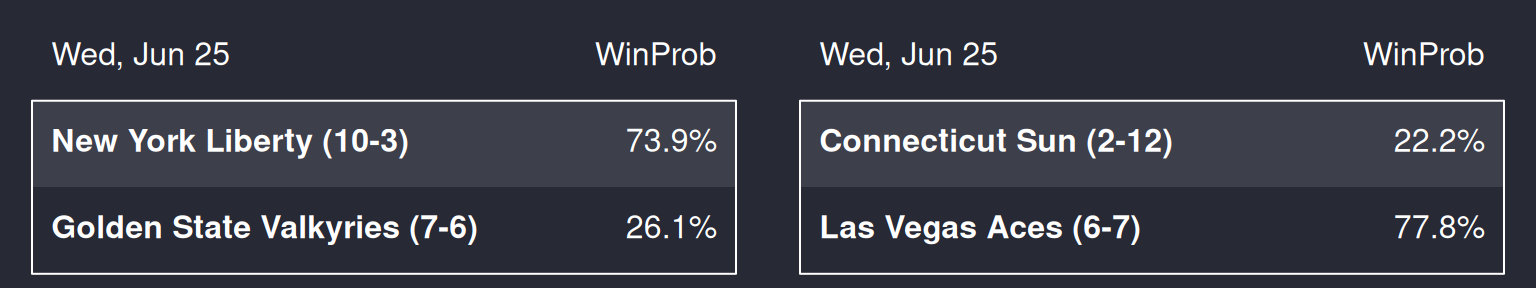 Wed, Jun 25 WinProb
New York Liberty (10-3) 73.9%
Golden State Valkyries (7-6) 26.1%
Wed, Jun 25 WinProb
Connecticut Sun (2-12) 22.2%
Las Vegas Aces (6-7) 77.8%